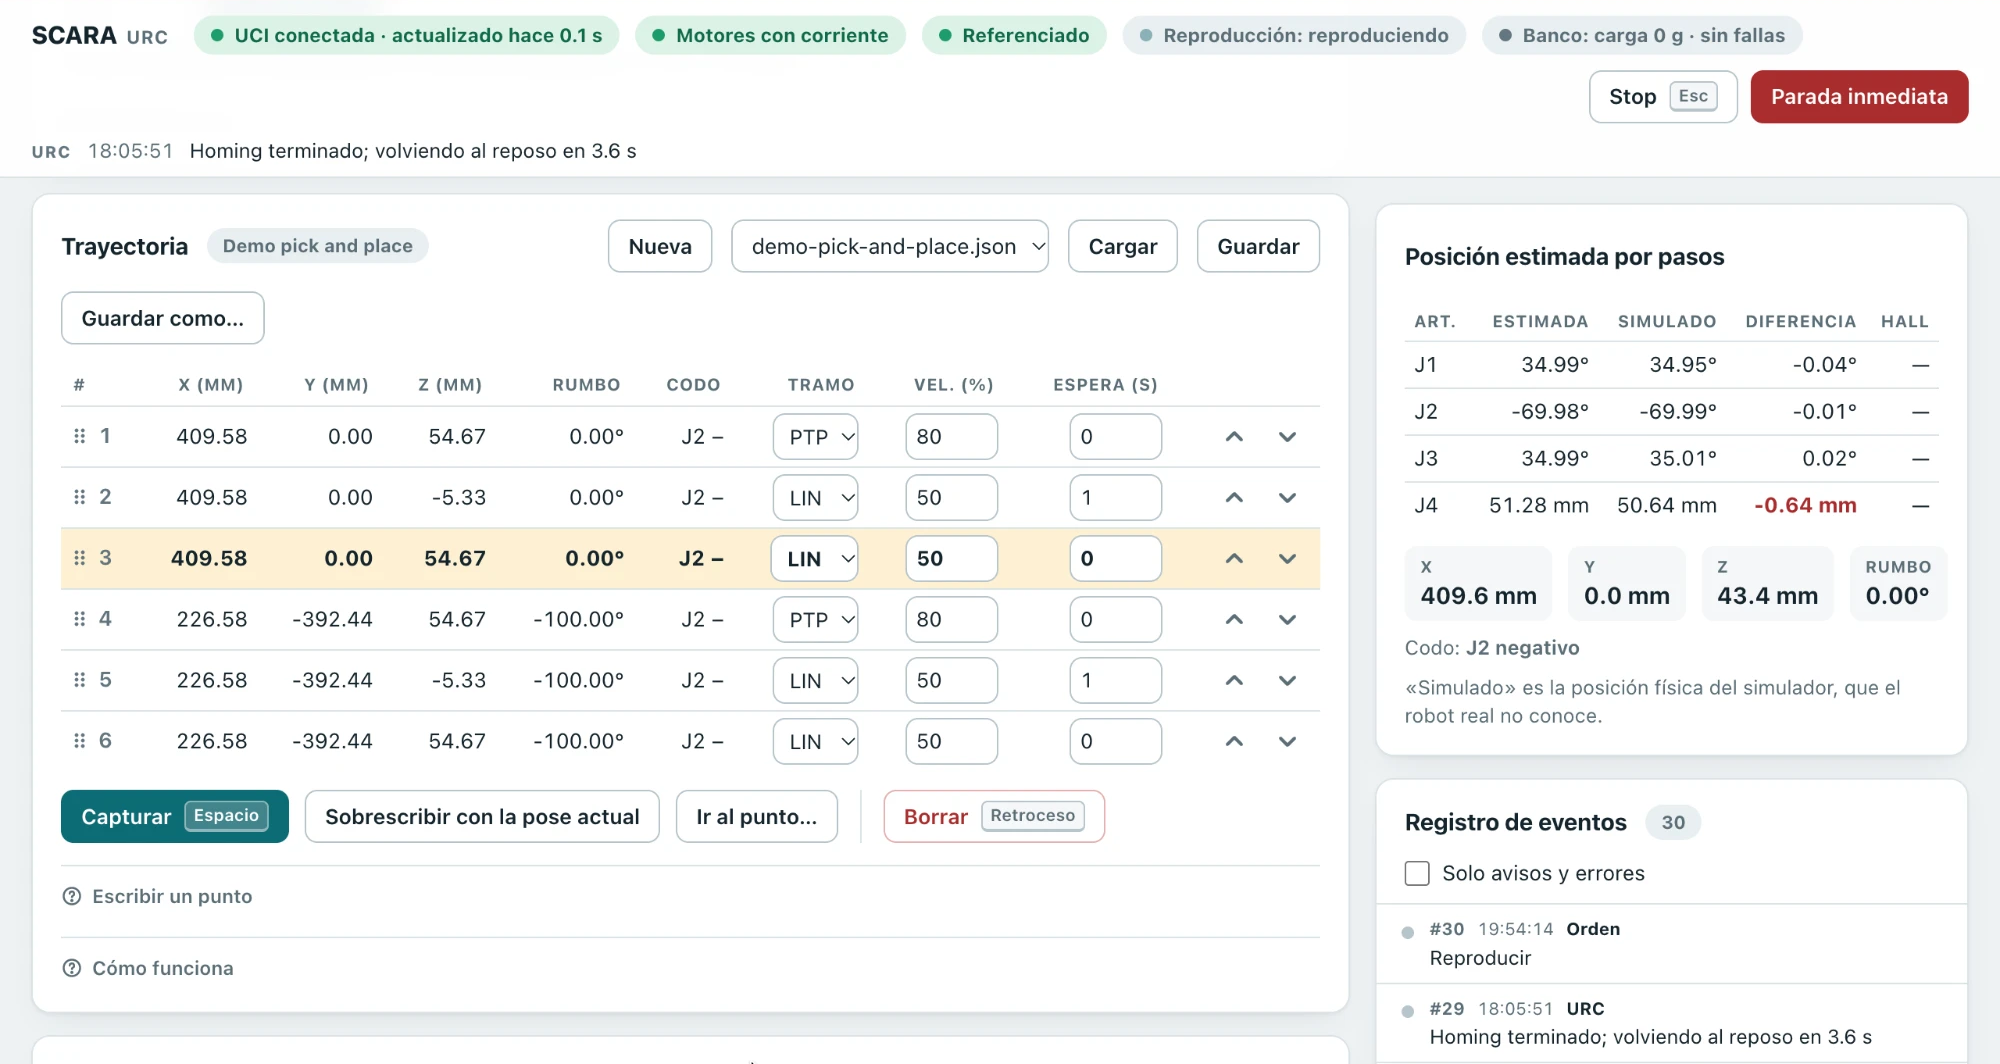 SCARA URC
UCI conectada · actualizado hace 0.1 s
Motores con corriente
Referenciado
Reproducción: reproduciendo
Banco: carga 0 g · sin fallas
Stop Esc
Parada inmediata
URC 18:05:51 Homing terminado; volviendo al reposo en 3.6 s
Trayectoria Demo pick and place
Nueva
demo-pick-and-place.json
Cargar
Guardar
Guardar como...
# X (MM) Y (MM) Z (MM) RUMBO CODO TRAMO VEL. (%) ESPERA (S)
1 409.58 0.00 54.67 0.00° J2 – PTP 80 0
2 409.58 0.00 -5.33 0.00° J2 – LIN 50 1
3 409.58 0.00 54.67 0.00° J2 – LIN 50 0
4 226.58 -392.44 54.67 -100.00° J2 – PTP 80 0
5 226.58 -392.44 -5.33 -100.00° J2 – LIN 50 1
6 226.58 -392.44 54.67 -100.00° J2 – LIN 50 0
Capturar Espacio
Sobrescribir con la pose actual
Ir al punto...
Borrar Retroceso
Escribir un punto
Cómo funciona
Posición estimada por pasos
ART. ESTIMADA SIMULADO DIFERENCIA HALL
J1 34.99° 34.95° -0.04° —
J2 -69.98° -69.99° -0.01° —
J3 34.99° 35.01° 0.02° —
J4 51.28 mm 50.64 mm -0.64 mm —
X
409.6 mm
Y
0.0 mm
Z
43.4 mm
RUMBO
0.00°
Codo: J2 negativo
«Simulado» es la posición física del simulador, que el
robot real no conoce.
Registro de eventos 30
Solo avisos y errores
#30 19:54:14 Orden
Reproducir
#29 18:05:51 URC
Homing terminado; volviendo al reposo en 3.6 s